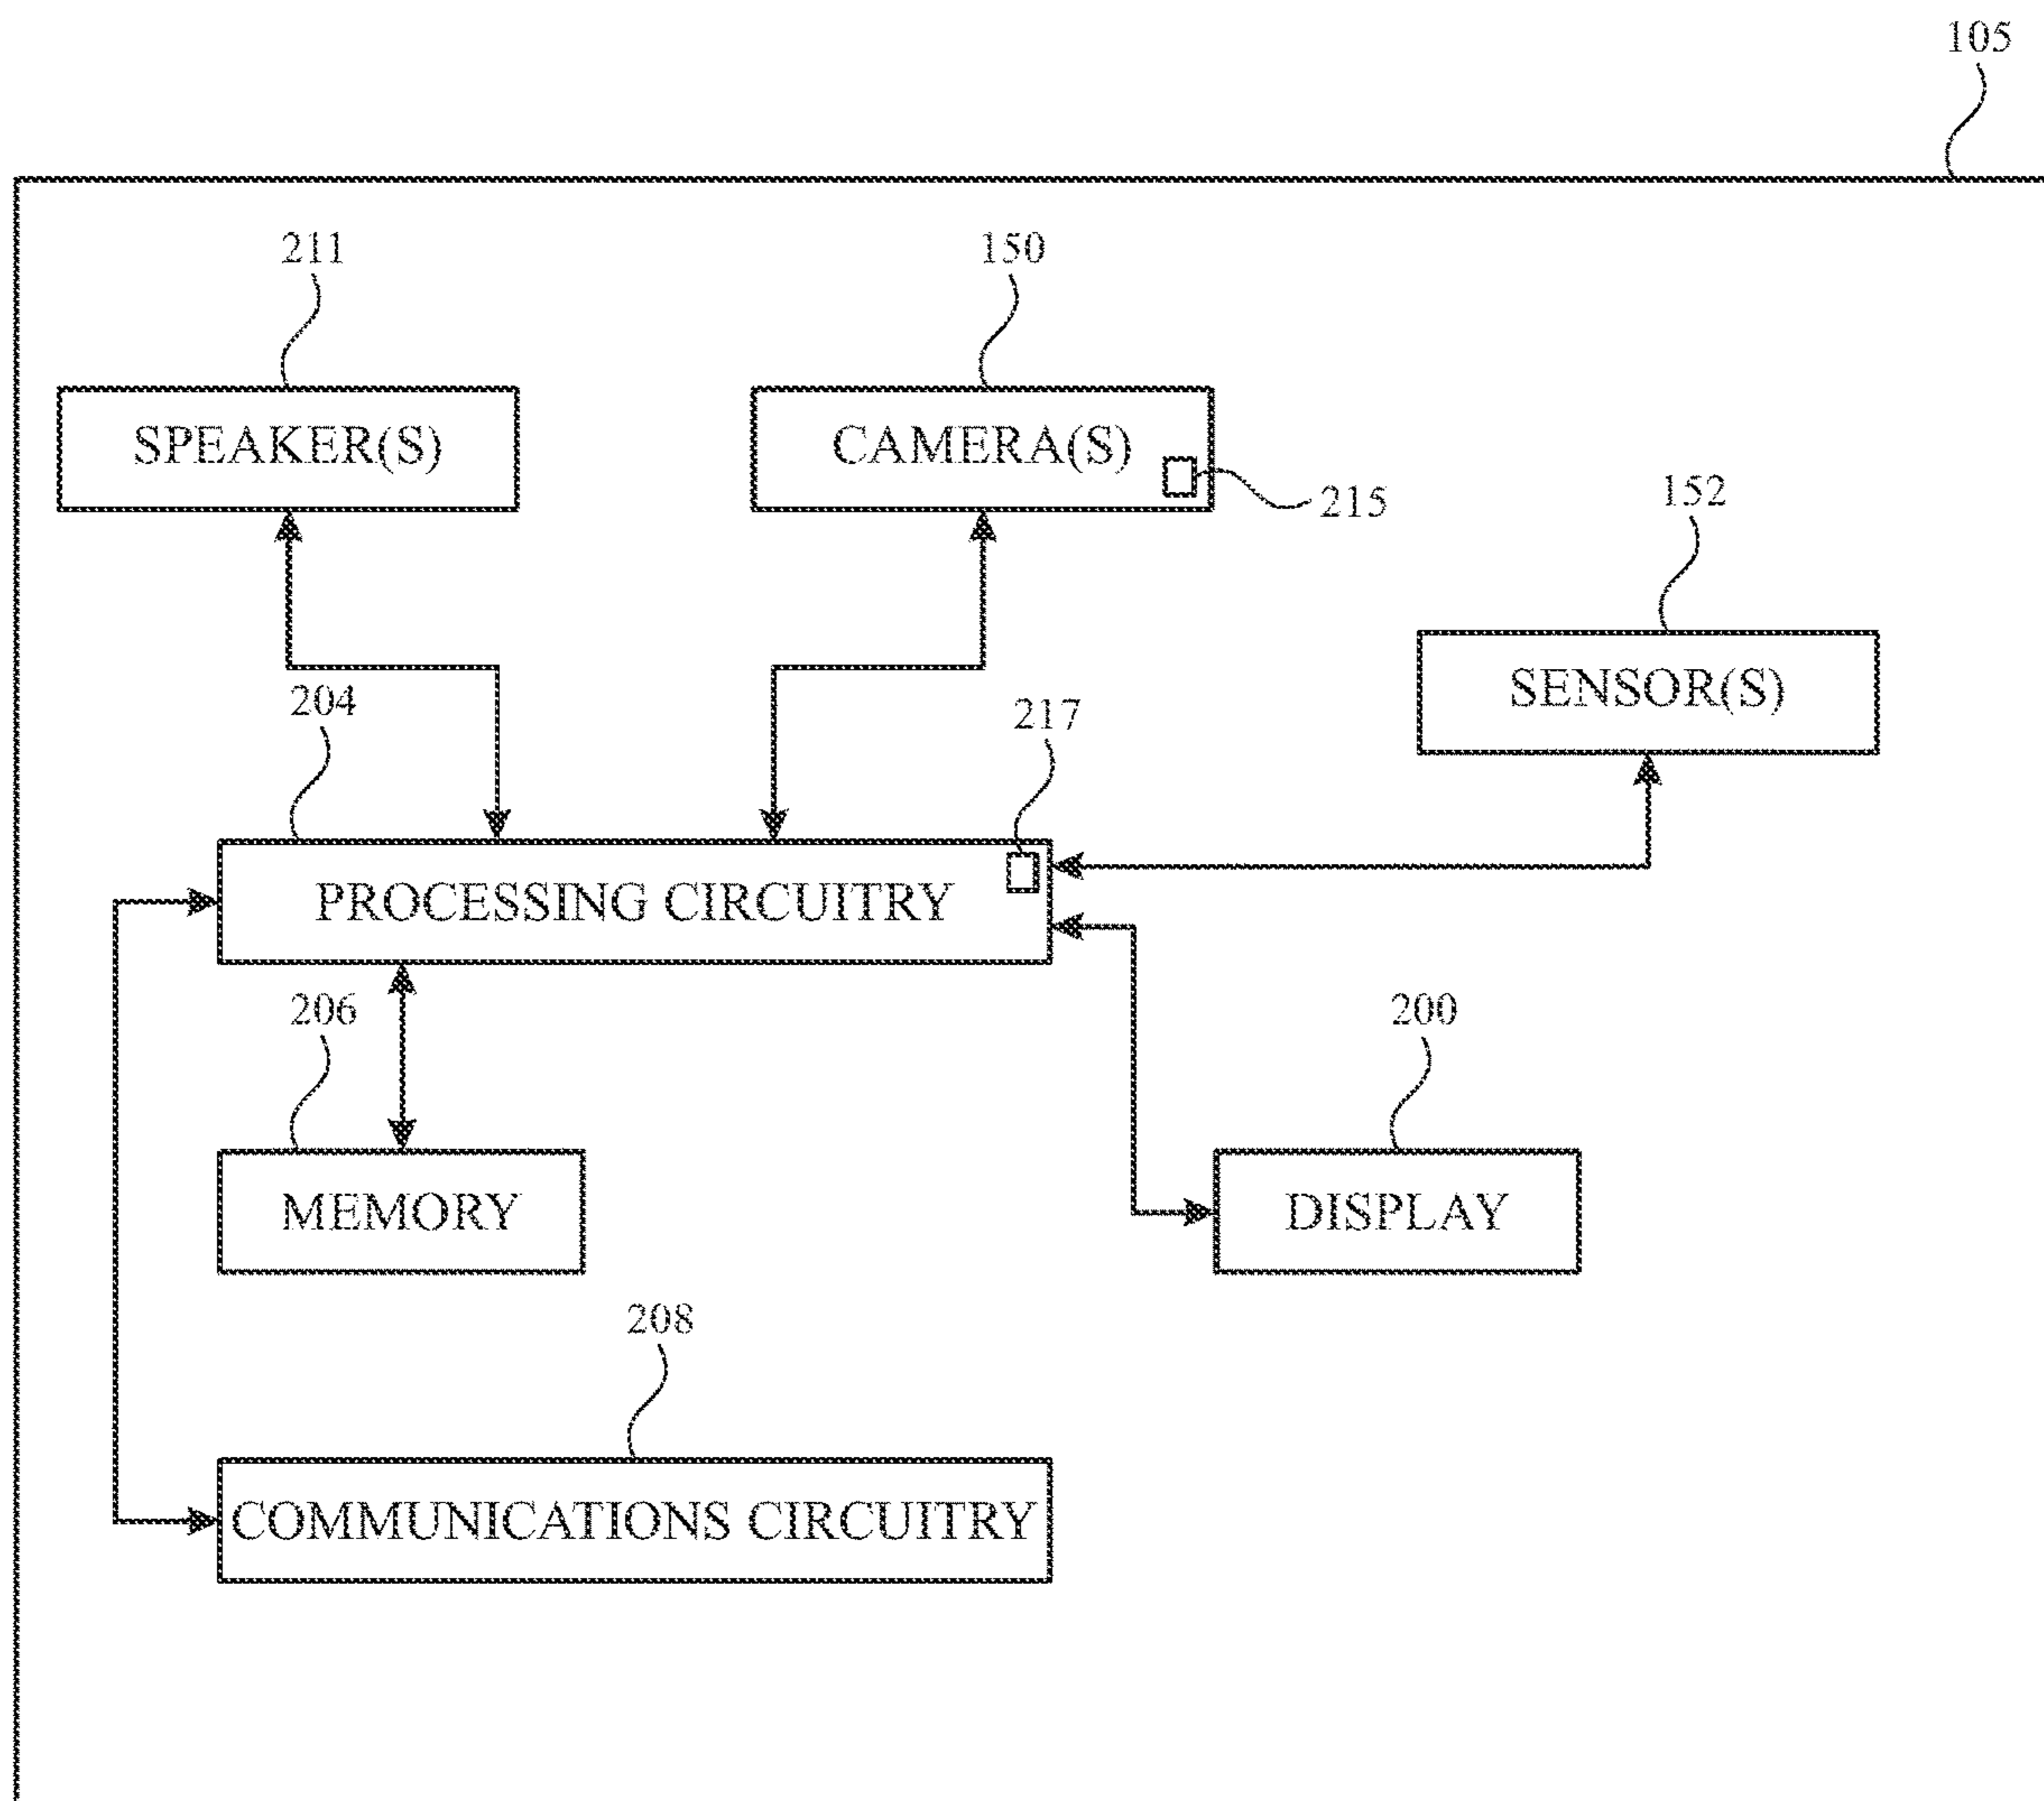 105
211
150
SPEAKER(S)
CAMERA(S)
215
152
SENSOR(S)
204
217
PROCESSING CIRCUITRY
206
200
MEMORY
DISPLAY
208
COMMUNICATIONS CIRCUITRY